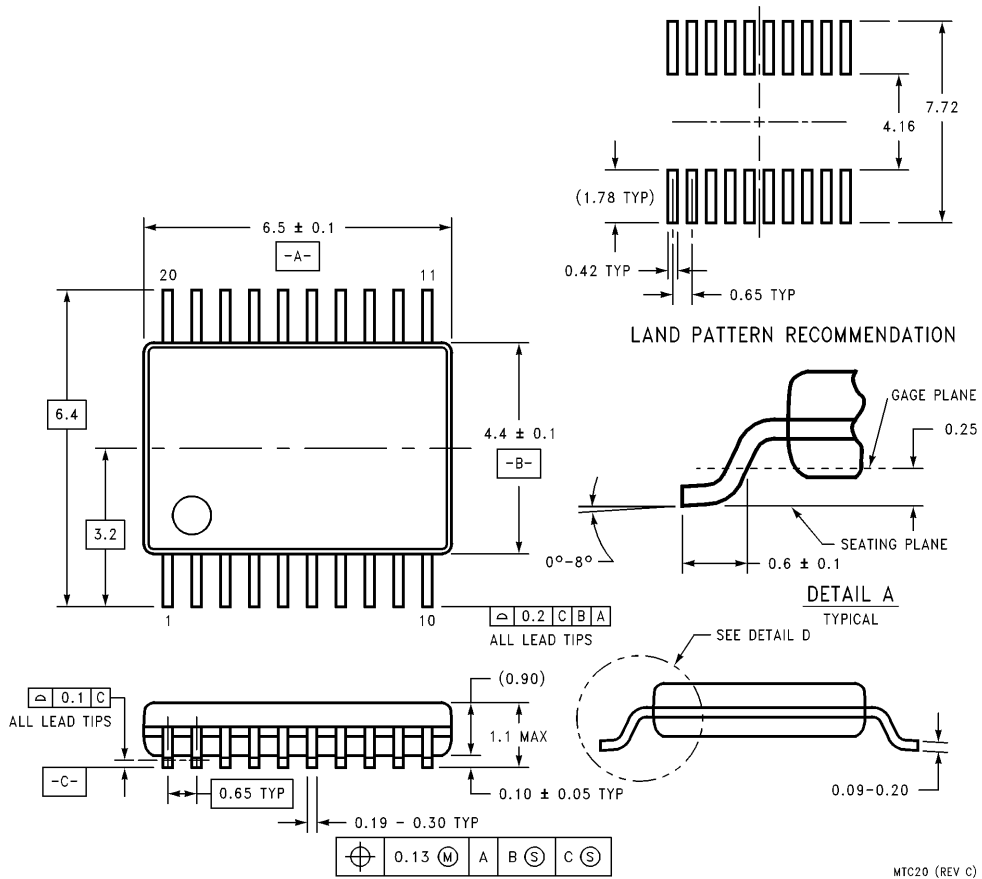 7.72
4.16
(1.78 TYP)
0.42 TYP
0.65 TYP
LAND PATTERN RECOMMENDATION
6.5 ± 0.1
-A-
20
11
6.4
4.4 ± 0.1
-B-
3.2
1
10
⌓ 0.2 C B A
ALL LEAD TIPS
GAGE PLANE
0.25
SEATING PLANE
0°-8°
0.6 ± 0.1
DETAIL A
TYPICAL
SEE DETAIL D
(0.90)
⌓ 0.1 C
ALL LEAD TIPS
1.1 MAX
-C-
0.65 TYP
0.10 ± 0.05 TYP
0.09-0.20
0.19 - 0.30 TYP
⌖ 0.13 Ⓜ A B Ⓢ C Ⓢ
MTC20 (REV C)